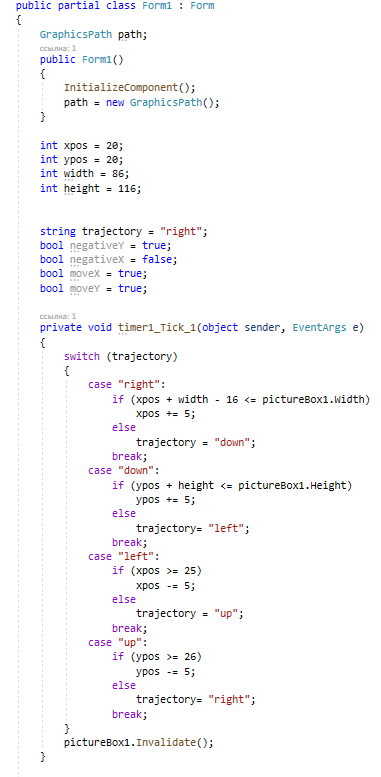 public partial class Form1 : Form
{
GraphicsPath path;
ссылка: 1
public Form1()
{
InitializeComponent();
path = new GraphicsPath();
}
int xpos = 20;
int ypos = 20;
int width = 86;
int height = 116;
string trajectory = "right";
bool negativeY = true;
bool negativeX = false;
bool moveX = true;
bool moveY = true;
ссылка: 1
private void timer1_Tick_1(object sender, EventArgs e)
{
switch (trajectory)
{
case "right":
if (xpos + width - 16 <= pictureBox1.Width)
xpos += 5;
else
trajectory = "down";
break;
case "down":
if (ypos + height <= pictureBox1.Height)
ypos += 5;
else
trajectory= "left";
break;
case "left":
if (xpos >= 25)
xpos -= 5;
else
trajectory = "up";
break;
case "up":
if (ypos >= 26)
ypos -= 5;
else
trajectory= "right";
break;
}
pictureBox1.Invalidate();
}